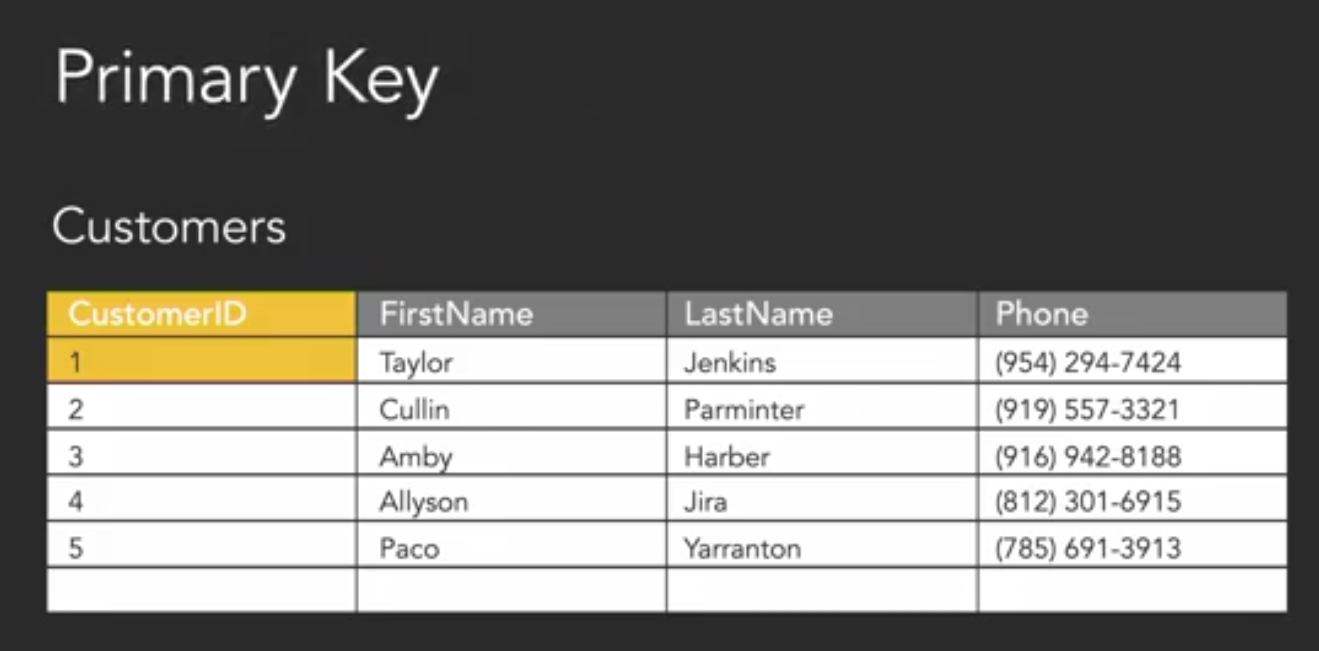 Primary Key
Customers
CustomerID FirstName LastName Phone
1 Taylor Jenkins (954) 294-7424
2 Cullin Parminter (919) 557-3321
3 Amby Harber (916) 942-8188
4 Allyson Jira (812) 301-6915
5 Paco Yarranton (785) 691-3913